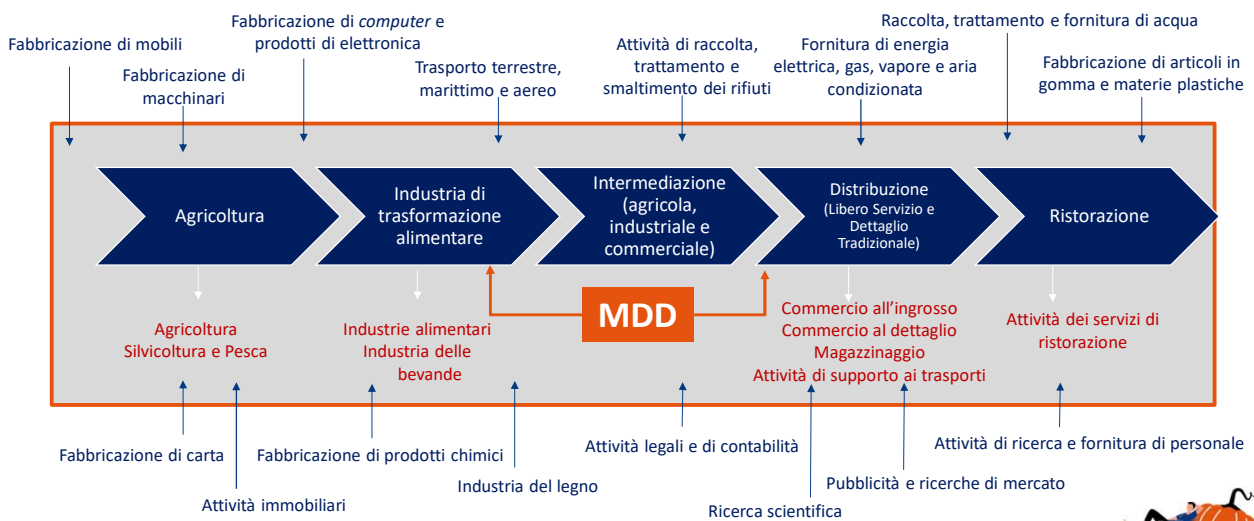 Fabbricazione di mobili
Fabbricazione di
macchinari
Fabbricazione di computer e
prodotti di elettronica
Trasporto terrestre,
marittimo e aereo
Attività di raccolta,
trattamento e
smaltimento dei rifiuti
Fornitura di energia
elettrica, gas, vapore e aria
condizionata
Raccolta, trattamento e fornitura di acqua
Fabbricazione di articoli in
gomma e materie plastiche
Agricoltura
Industria di
trasformazione
alimentare
Intermediazione
(agricola,
industriale e
commerciale)
Distribuzione
(Libero Servizio e
Dettaglio
Tradizionale)
Ristorazione
MDD
Agricoltura
Silvicoltura e Pesca
Industrie alimentari
Industria delle
bevande
Commercio all'ingrosso
Commercio al dettaglio
Magazzinaggio
Attività di supporto ai trasporti
Attività dei servizi di
ristorazione
Fabbricazione di carta
Attività immobiliari
Fabbricazione di prodotti chimici
Industria del legno
Attività legali e di contabilità
Ricerca scientifica
Pubblicità e ricerche di mercato
Attività di ricerca e fornitura di personale